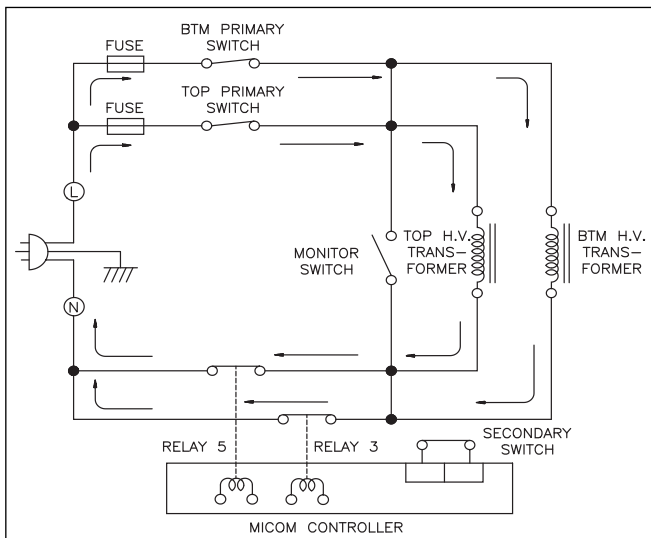 BTM PRIMARY
SWITCH
FUSE
TOP PRIMARY
SWITCH
FUSE
L
N
MONITOR
SWITCH
TOP H.V.
TRANS-
FORMER
BTM H.V.
TRANS-
FORMER
RELAY 5
RELAY 3
SECONDARY
SWITCH
MICOM CONTROLLER